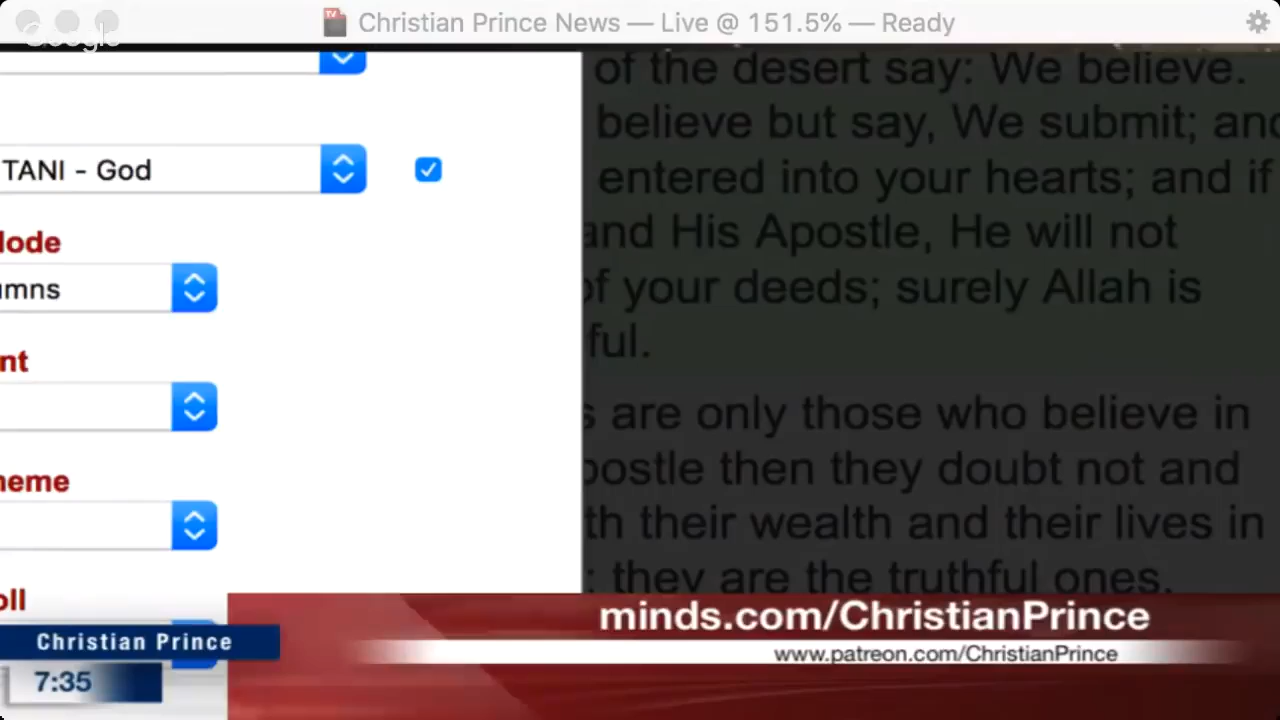 Christian Prince News — Live @ 151.5% — Ready
Google
TANI - God
lode
umns
nt
neme
oll
of the desert say: We believe.
believe but say, We submit; and
entered into your hearts; and if
and His Apostle, He will not
of your deeds; surely Allah is
ful.
s are only those who believe in
postle then they doubt not and
th their wealth and their lives in
: they are the truthful ones.
minds.com/ChristianPrince
www.patreon.com/ChristianPrince
Christian Prince
7:35